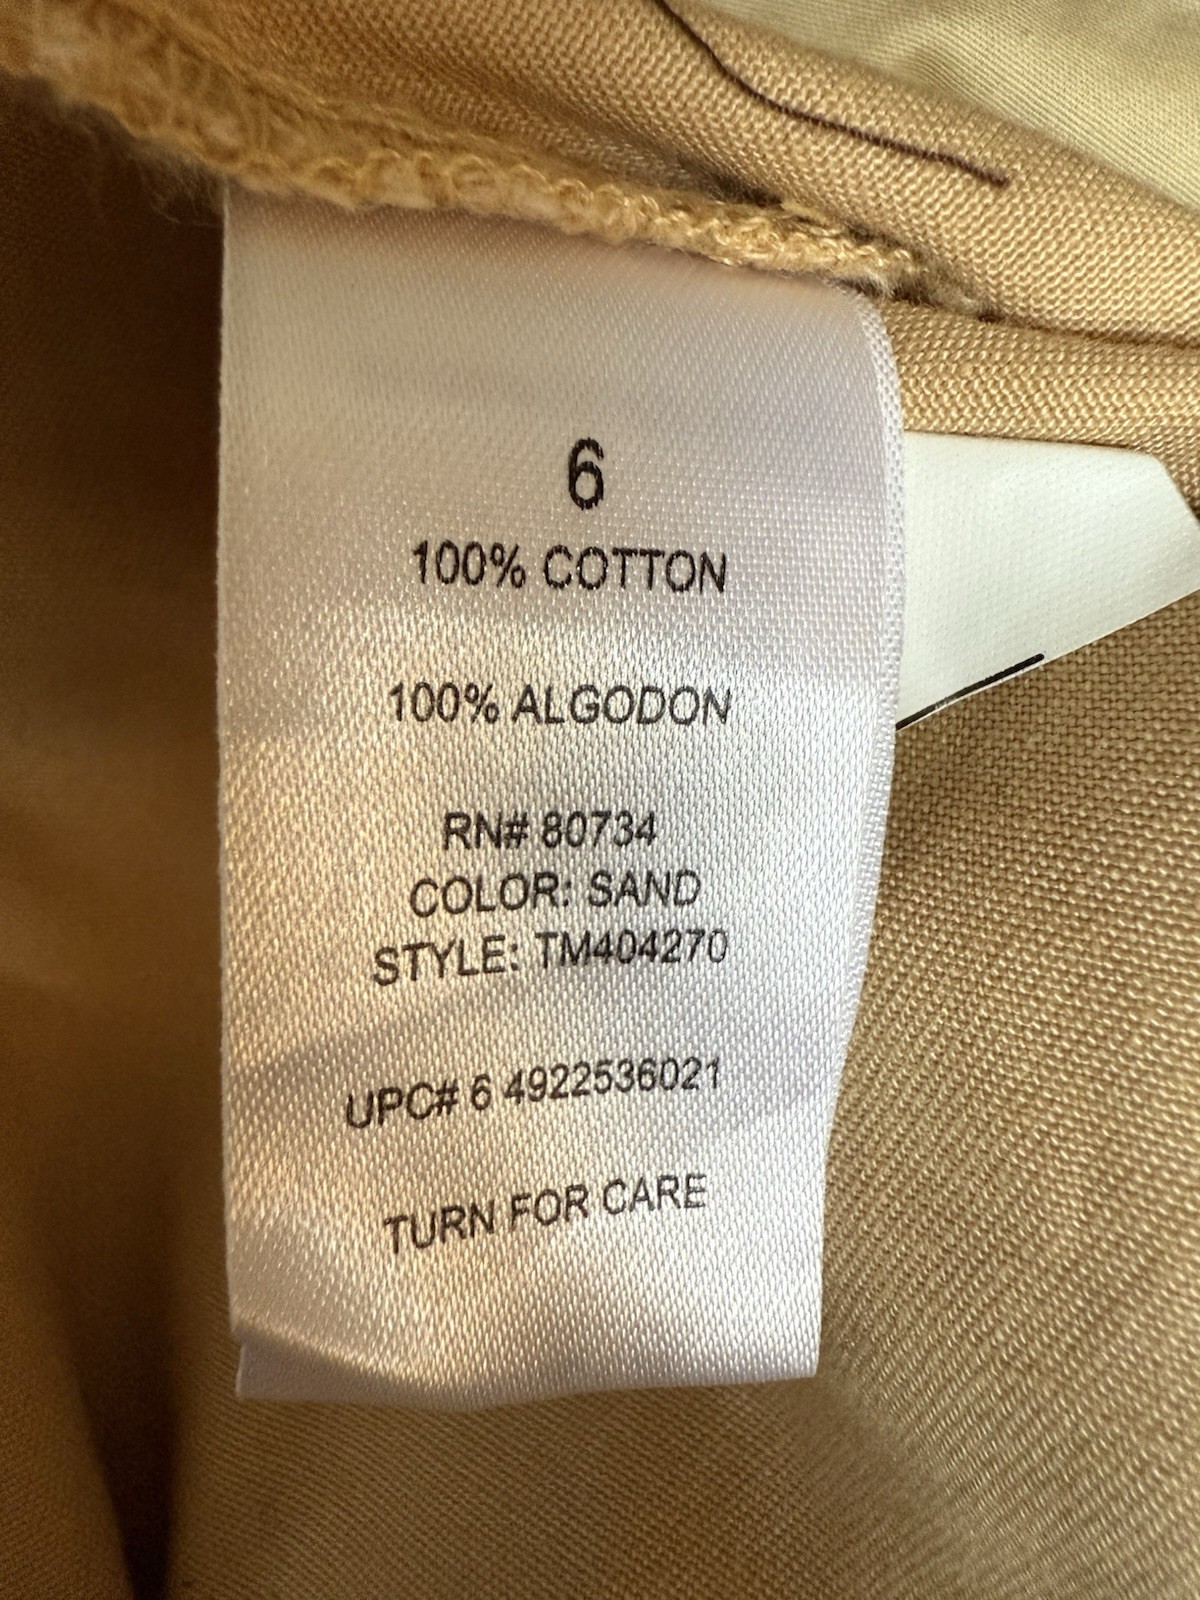 6
100% COTTON
100% ALGODON
RN# 80734
COLOR: SAND
STYLE: TM404270
UPC# 6 4922536021
TURN FOR CARE